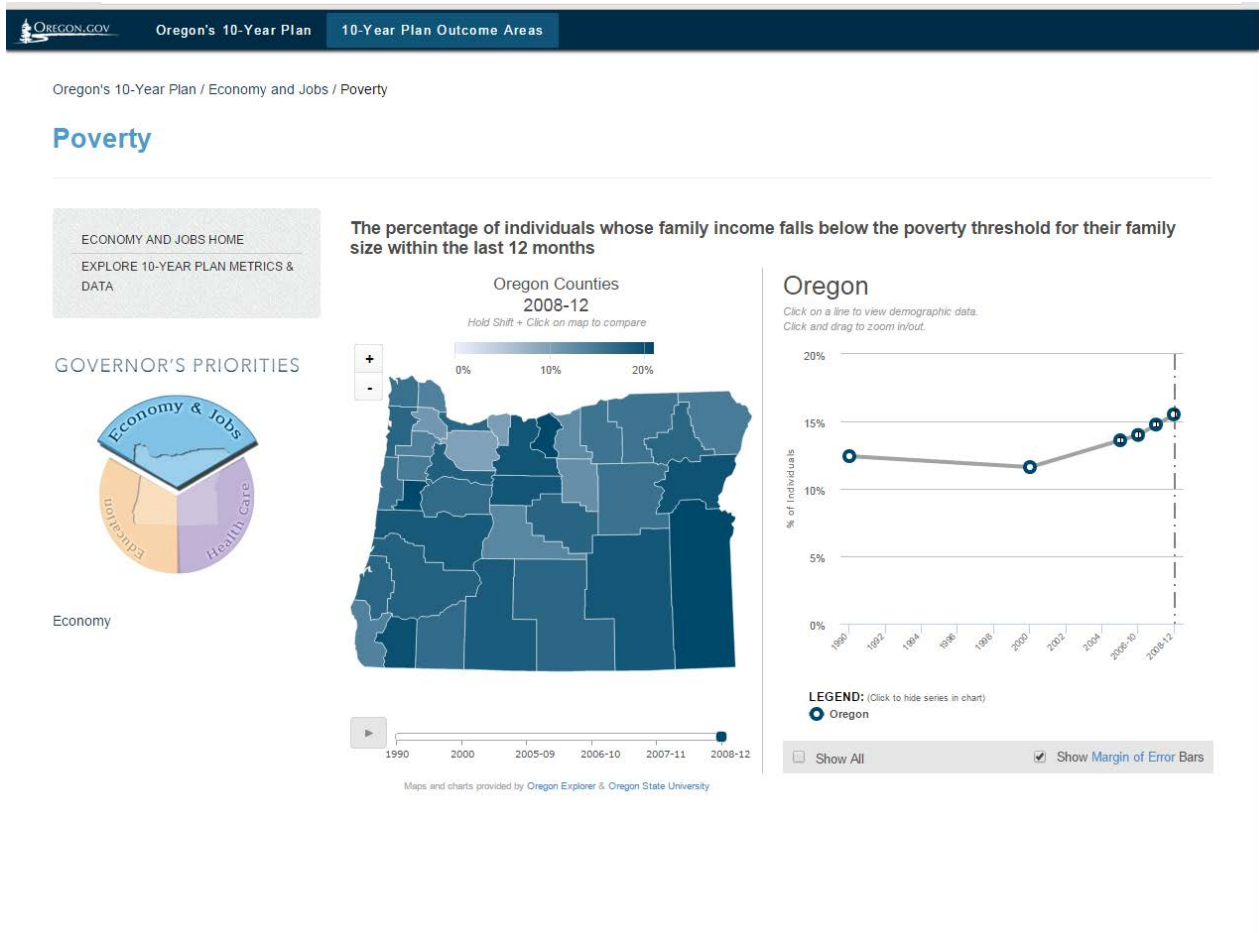 OREGON.GOV
Oregon's 10-Year Plan
10-Year Plan Outcome Areas
Oregon's 10-Year Plan / Economy and Jobs / Poverty
Poverty
ECONOMY AND JOBS HOME
EXPLORE 10-YEAR PLAN METRICS &
DATA
GOVERNOR'S PRIORITIES
Economy & Jobs
Education
Health Care
Economy
The percentage of individuals whose family income falls below the poverty threshold for their family
size within the last 12 months
Oregon Counties
2008-12
Hold Shift + Click on map to compare
+
-
0% 10% 20%
1990 2000 2005-09 2006-10 2007-11 2008-12
Maps and charts provided by Oregon Explorer & Oregon State University
Oregon
Click on a line to view demographic data.
Click and drag to zoom in/out.
20%
15%
10%
5%
0%
% of Individuals
1990 1992 1994 1996 1998 2000 2002 2004 2006-10 2008-12
LEGEND: (Click to hide series in chart)
Oregon
Show All
Show Margin of Error Bars